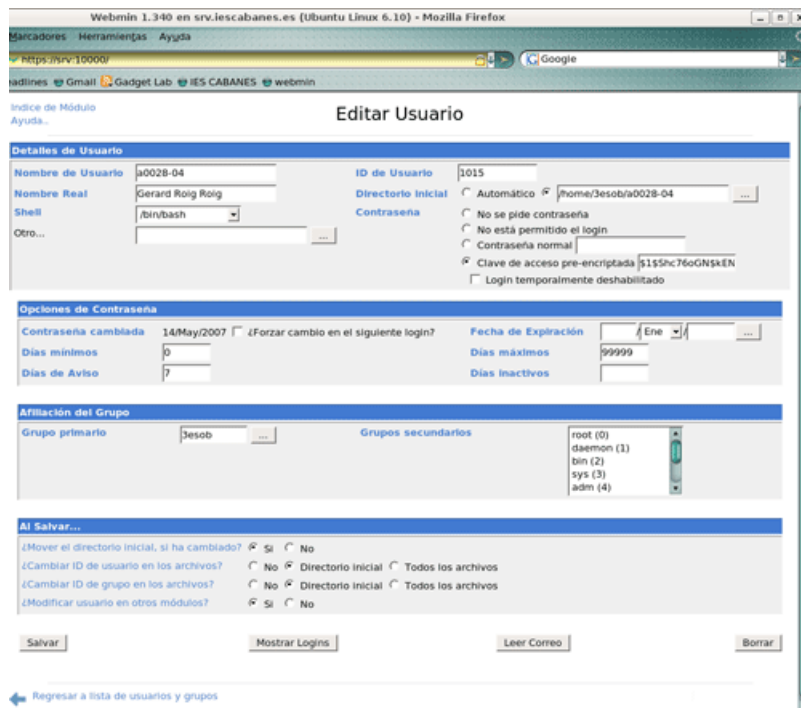 Webmin 1.340 en srv.iescabanes.es (Ubuntu Linux 6.10) - Mozilla Firefox
Marcadores Herramientas Ayuda
https://srv:10000/ Google
eadlines Gmail Gadget Lab IES CABANES webmin
Indice de Módulo
Ayuda..
Editar Usuario
Detalles de Usuario
Nombre de Usuario a0028-04 ID de Usuario 1015
Nombre Real Gerard Roig Roig Directorio Inicial Automático /home/3esob/a0028-04 ...
Shell /bin/bash Contraseña No se pide contraseña
Otro... ... No está permitido el login
Contraseña normal
Clave de acceso pre-encriptada
Login temporalmente deshabilitado
Opciones de Contraseña
Contraseña cambiada 14/May/2007 ¿Forzar cambio en el siguiente login? Fecha de Expiración / Ene / ...
Días mínimos 0 Días máximos 99999
Días de Aviso 7 Días Inactivos
Afiliación del Grupo
Grupo primario 3esob ... Grupos secundarios root (0)
daemon (1)
bin (2)
sys (3)
adm (4)
Al Salvar...
¿Mover el directorio inicial, si ha cambiado? Si No
¿Cambiar ID de usuario en los archivos? No Directorio inicial Todos los archivos
¿Cambiar ID de grupo en los archivos? No Directorio inicial Todos los archivos
¿Modificar usuario en otros módulos? Si No
Salvar Mostrar Logins Leer Correo Borrar
Regresar a lista de usuarios y grupos